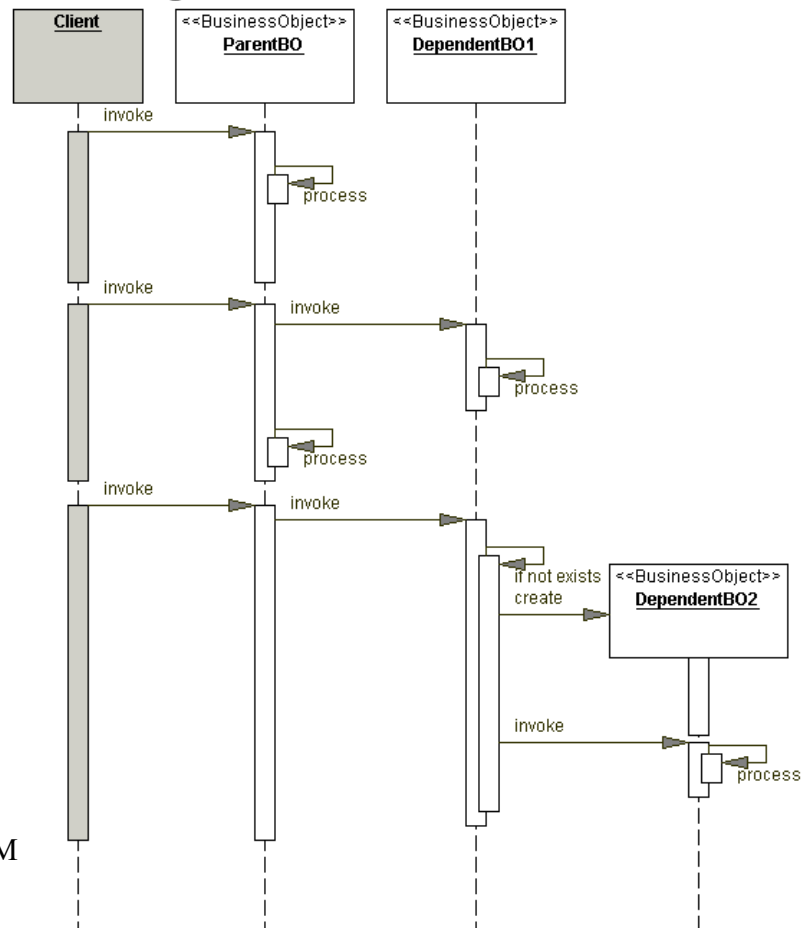 Client
<<BusinessObject>>
ParentBO
<<BusinessObject>>
DependentBO1
invoke
process
invoke
invoke
process
process
invoke
invoke
if not exists
create
<<BusinessObject>>
DependentBO2
invoke
process
M